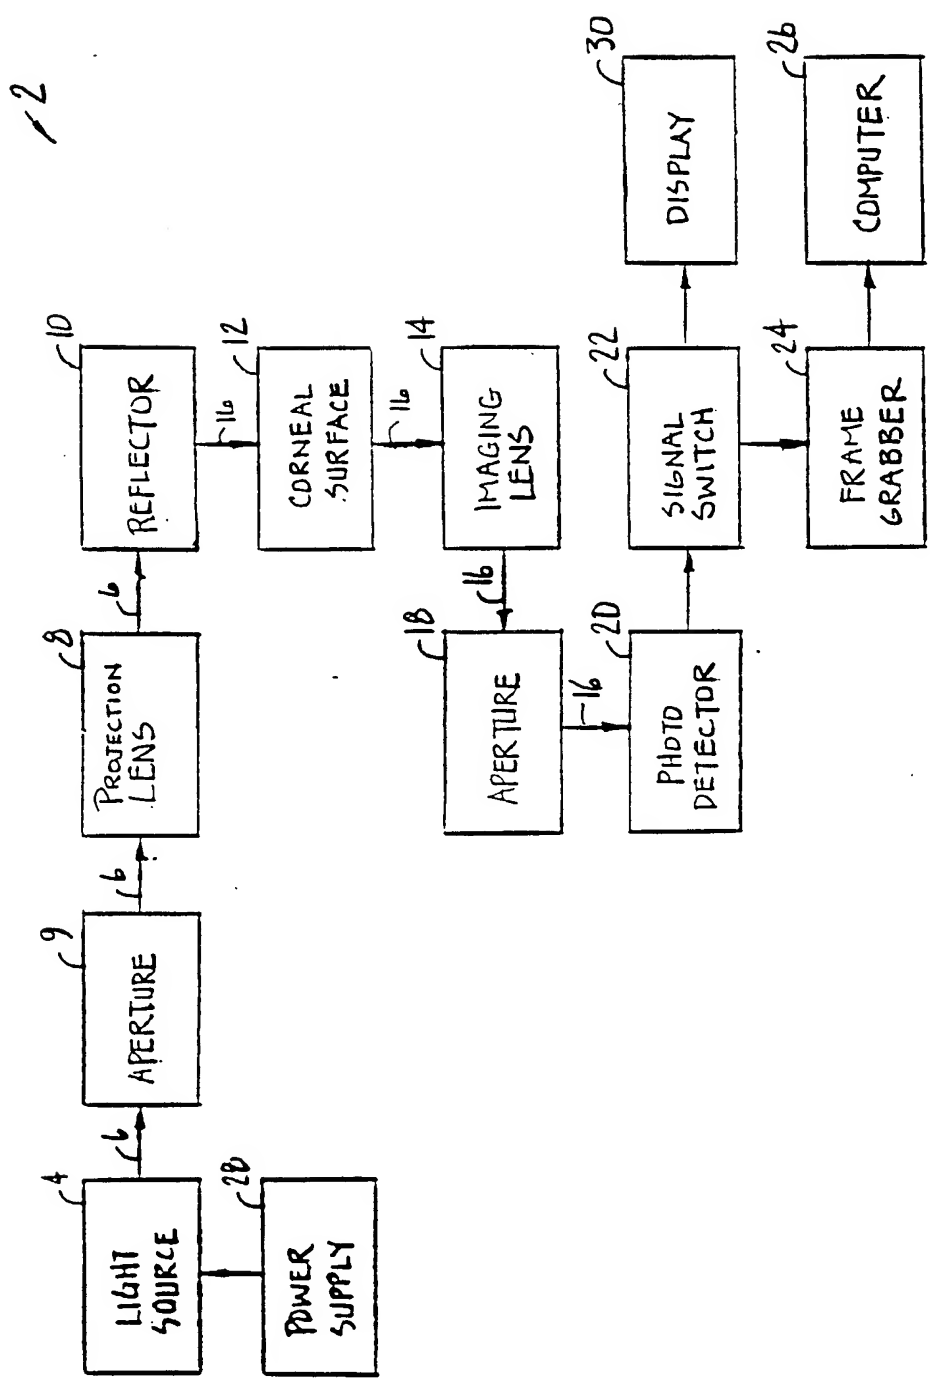 2
4
LIGHT
SOURCE
28
POWER
SUPPLY
6
9
APERTURE
6
8
PROJECTION
LENS
6
10
REFLECTOR
16
12
CORNEAL
SURFACE
16
14
IMAGING
LENS
16
18
APERTURE
16
20
PHOTO
DETECTOR
22
SIGNAL
SWITCH
30
DISPLAY
24
FRAME
GRABBER
26
COMPUTER